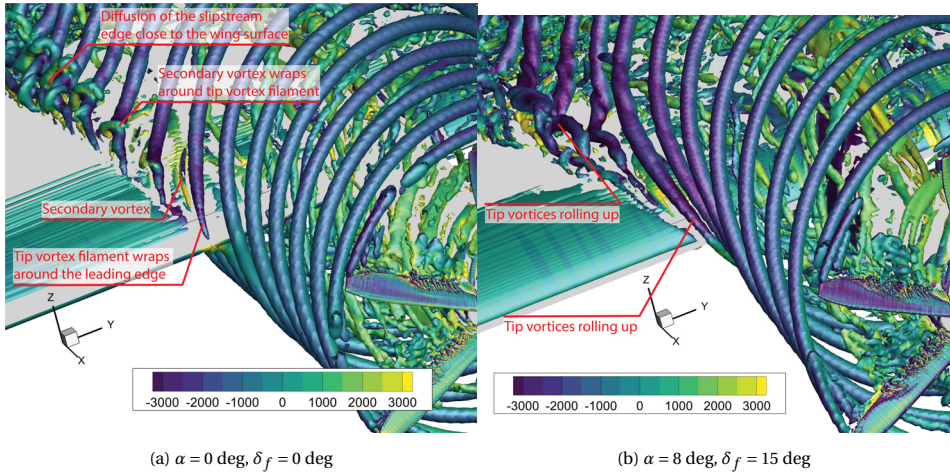 Diffusion of the slipstream
edge close to the wing surface
Secondary vortex wraps
around tip vortex filament
Secondary vortex
Tip vortex filament wraps
around the leading edge
Z
Y
X
-3000 -2000 -1000 0 1000 2000 3000
(a) α = 0 deg, δf = 0 deg
Tip vortices rolling up
Tip vortices rolling up
Z
Y
X
-3000 -2000 -1000 0 1000 2000 3000
(b) α = 8 deg, δf = 15 deg